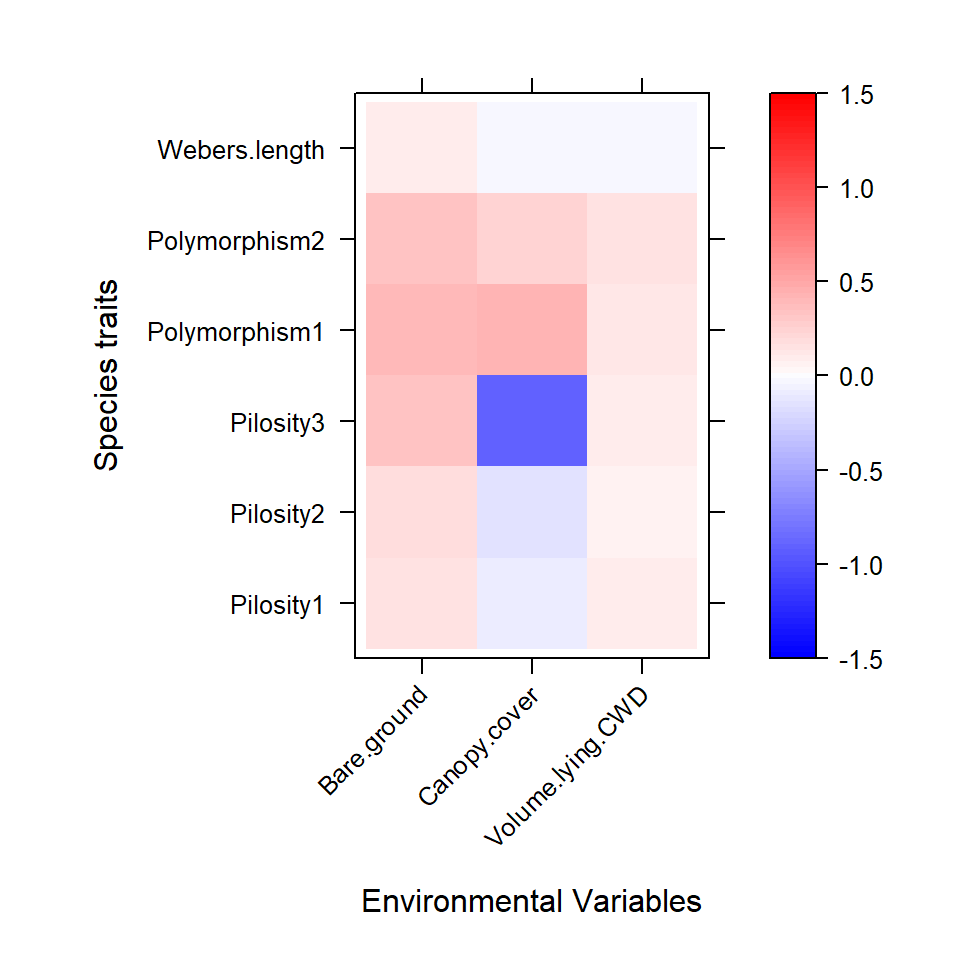 Webers.length
Polymorphism2
Polymorphism1
Pilosity3
Pilosity2
Pilosity1
Species traits
Bare.ground
Canopy.cover
Volume.lying.CWD
Environmental Variables
1.5
1.0
0.5
0.0
-0.5
-1.0
-1.5